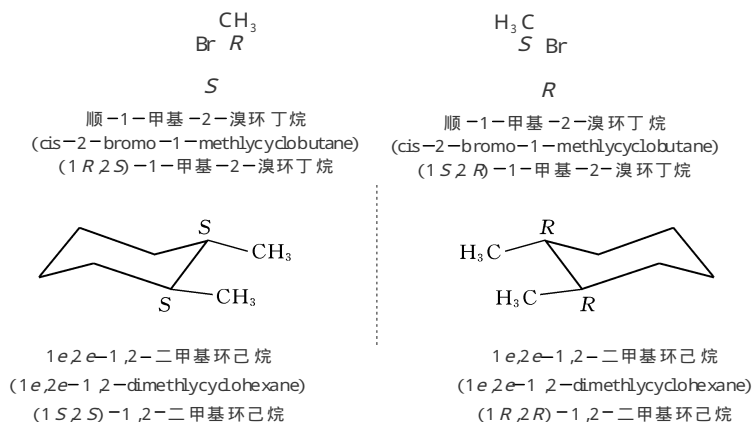 CH₃
Br R
S
顺-1-甲基-2-溴环丁烷
(cis-2-bromo-1-methlycyclobutane)
(1R,2S)-1-甲基-2-溴环丁烷
H₃C
S Br
R
顺-1-甲基-2-溴环丁烷
(cis-2-bromo-1-methlycyclobutane)
(1S,2R)-1-甲基-2-溴环丁烷
S
CH₃
CH₃
S
1e,2e-1,2-二甲基环己烷
(1e,2e-1,2-dimethlycyclohexane)
(1S,2S)-1,2-二甲基环己烷
R
H₃C
H₃C
R
1e,2e-1,2-二甲基环己烷
(1e,2e-1,2-dimethlycyclohexane)
(1R,2R)-1,2-二甲基环己烷